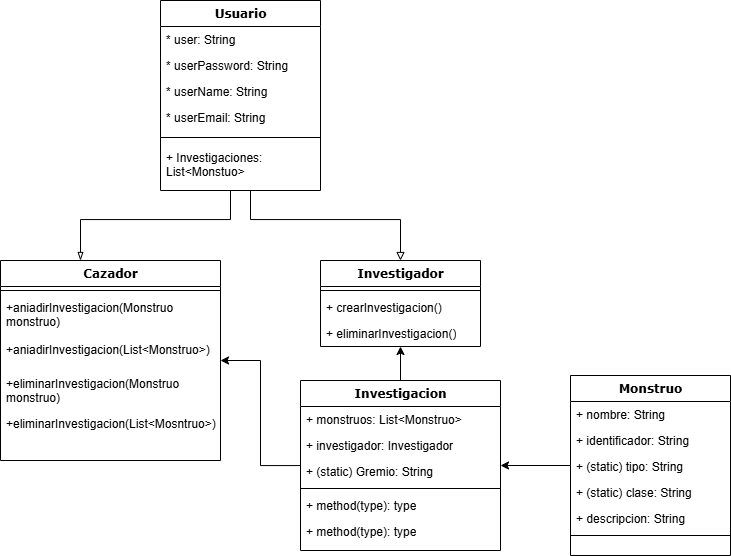 Usuario
* user: String
* userPassword: String
* userName: String
* userEmail: String
+ Investigaciones:
List<Monstuo>
Cazador
+aniadirInvestigacion(Monstruo
monstruo)
+aniadirInvestigacion(List<Monstruo>)
+eliminarInvestigacion(Monstruo
monstruo)
+eliminarInvestigacion(List<Mosntruo>)
Investigador
+ crearInvestigacion()
+ eliminarInvestigacion()
Investigacion
+ monstruos: List<Monstruo>
+ investigador: Investigador
+ (static) Gremio: String
+ method(type): type
+ method(type): type
Monstruo
+ nombre: String
+ identificador: String
+ (static) tipo: String
+ (static) clase: String
+ descripcion: String